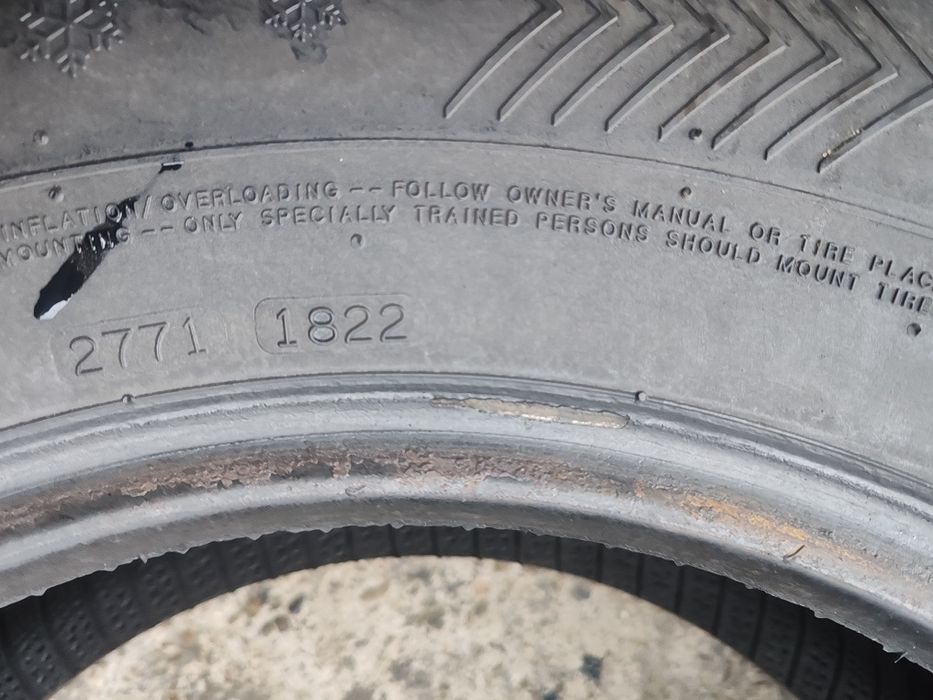 INFLATION/OVERLOADING -- FOLLOW OWNER'S MANUAL OR TIRE PLAC
MOUNTING -- ONLY SPECIALLY TRAINED PERSONS SHOULD MOUNT TIRE
2771 1822